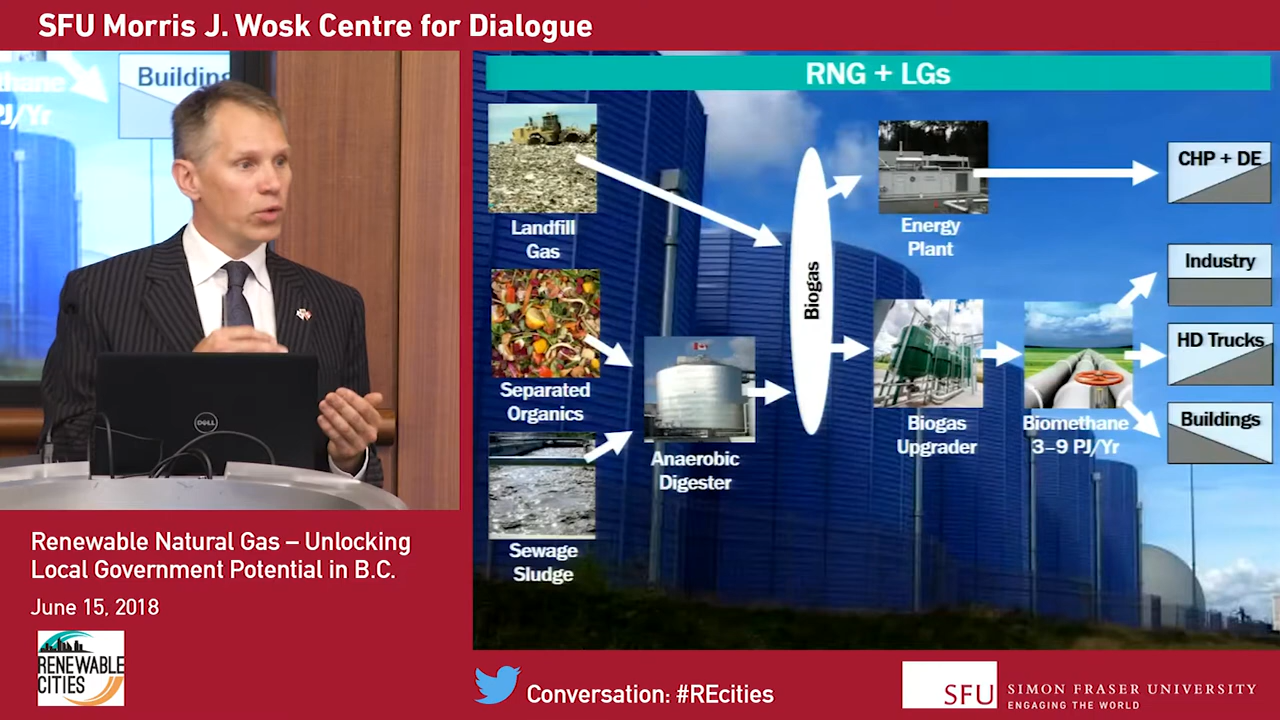 SFU Morris J. Wosk Centre for Dialogue
Building
PJ/Yr
DELL
RNG + LGs
Landfill
Gas
Separated
Organics
Sewage
Sludge
Anaerobic
Digester
Biogas
Energy
Plant
Biogas
Upgrader
Biomethane
3–9 PJ/Yr
CHP + DE
Industry
HD Trucks
Buildings
Renewable Natural Gas – Unlocking
Local Government Potential in B.C.
June 15, 2018
RENEWABLE
CITIES
Conversation: #REcities
SFU
SIMON FRASER UNIVERSITY
ENGAGING THE WORLD